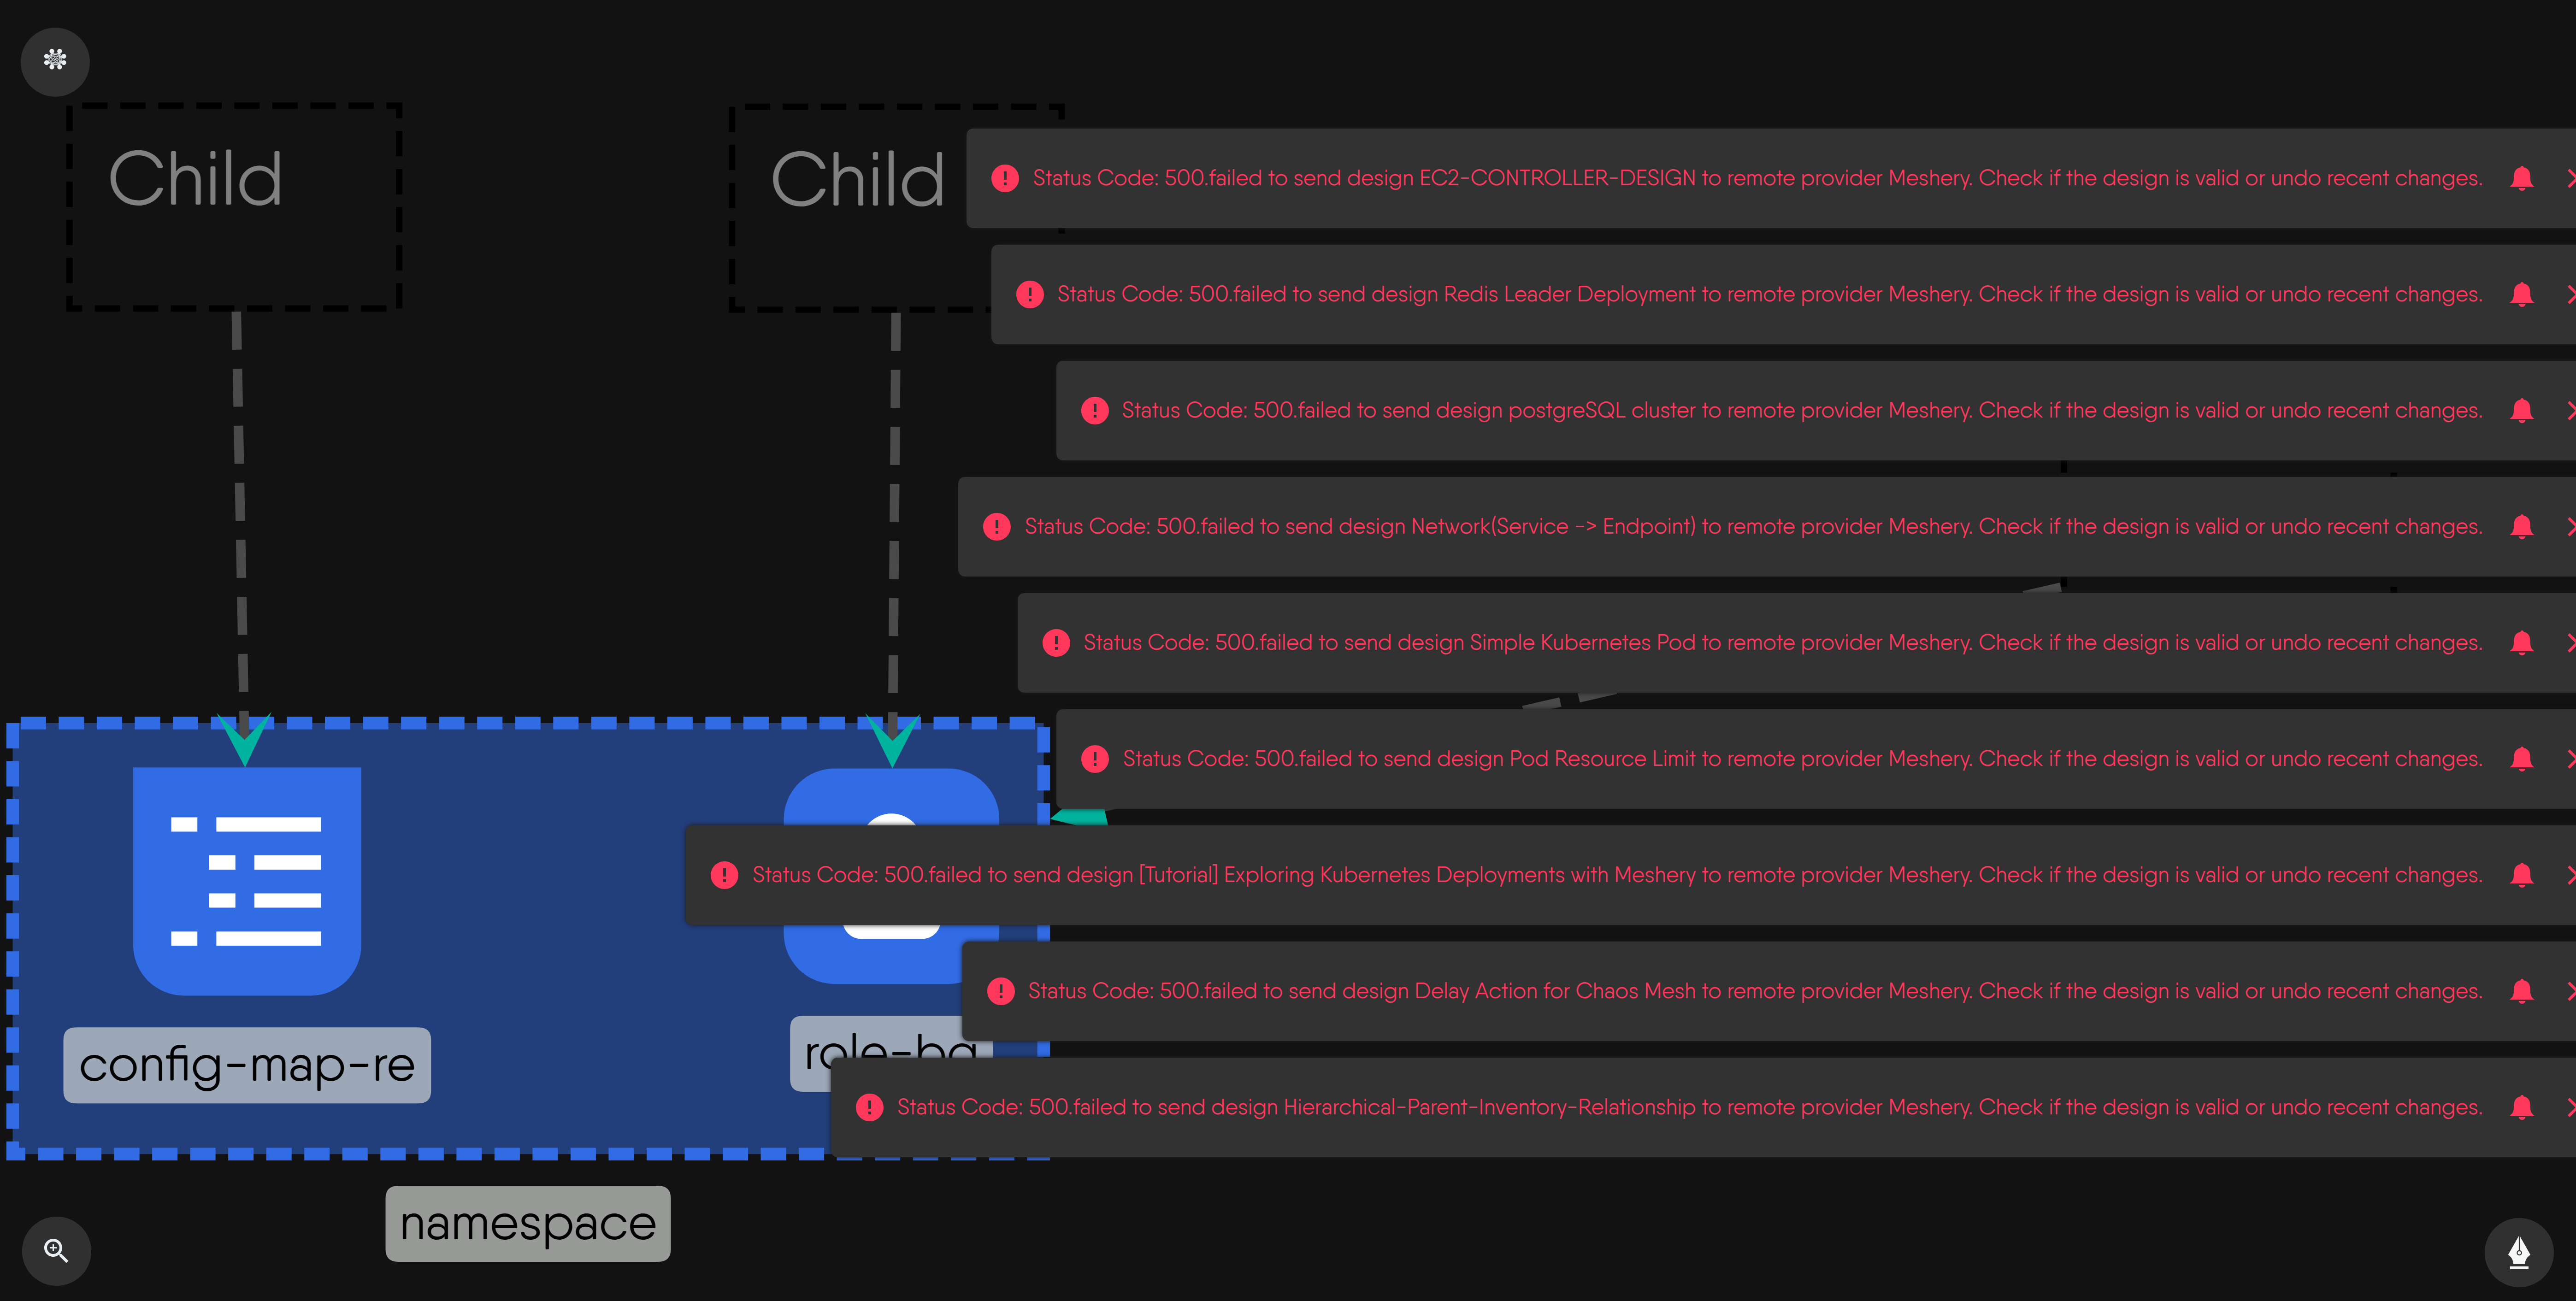 Child
Child
Status Code: 500.failed to send design EC2-CONTROLLER-DESIGN to remote provider Meshery. Check if the design is valid or undo recent changes.
Status Code: 500.failed to send design Redis Leader Deployment to remote provider Meshery. Check if the design is valid or undo recent changes.
Status Code: 500.failed to send design postgreSQL cluster to remote provider Meshery. Check if the design is valid or undo recent changes.
Status Code: 500.failed to send design Network(Service -> Endpoint) to remote provider Meshery. Check if the design is valid or undo recent changes.
Status Code: 500.failed to send design Simple Kubernetes Pod to remote provider Meshery. Check if the design is valid or undo recent changes.
Status Code: 500.failed to send design Pod Resource Limit to remote provider Meshery. Check if the design is valid or undo recent changes.
Status Code: 500.failed to send design [Tutorial] Exploring Kubernetes Deployments with Meshery to remote provider Meshery. Check if the design is valid or undo recent changes.
Status Code: 500.failed to send design Delay Action for Chaos Mesh to remote provider Meshery. Check if the design is valid or undo recent changes.
config-map-re
Status Code: 500.failed to send design Hierarchical-Parent-Inventory-Relationship to remote provider Meshery. Check if the design is valid or undo recent changes.
namespace